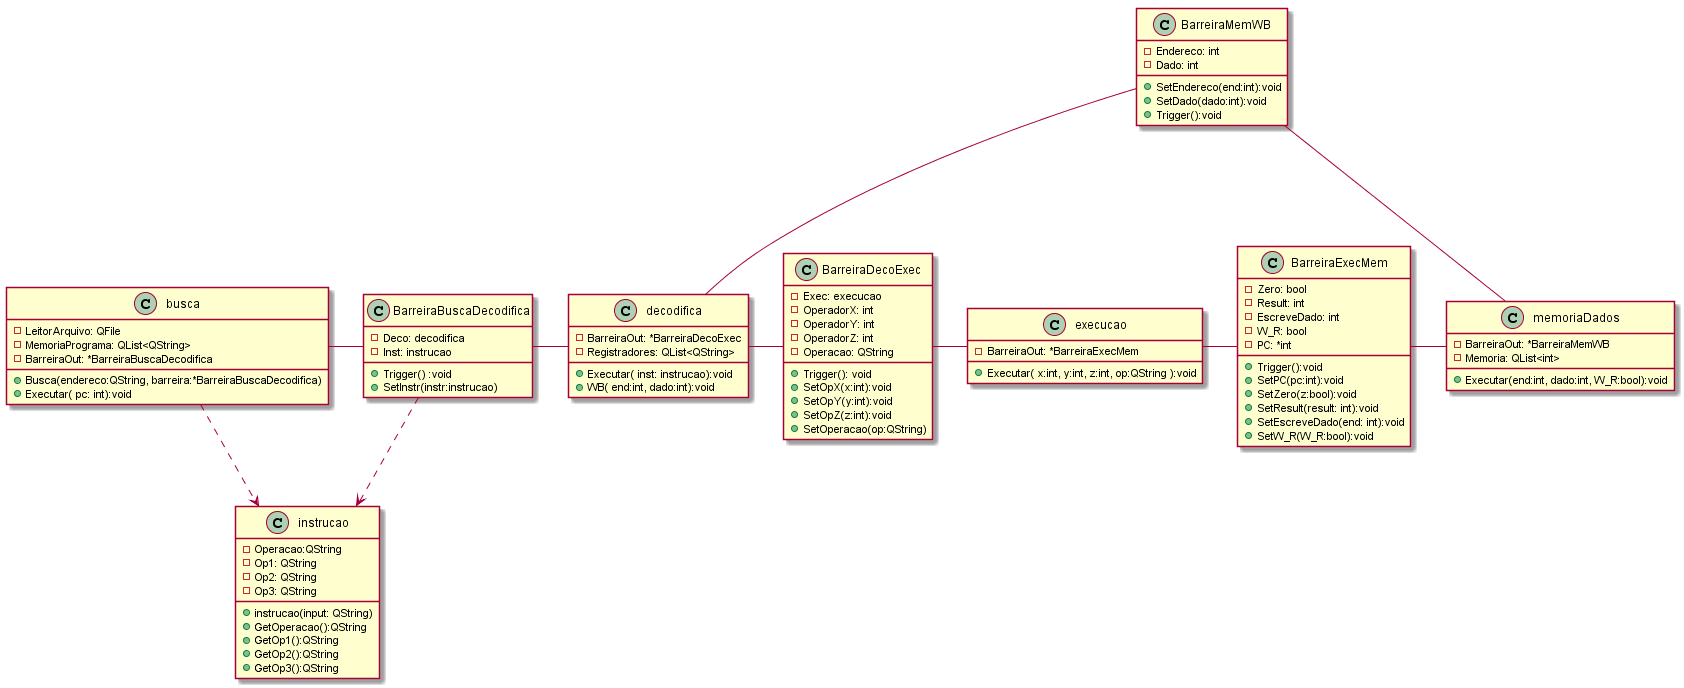 C BarreiraMemWB
Endereco: int
Dado: int
SetEndereco(end:int):void
SetDado(dado:int):void
Trigger():void
C busca
LeitorArquivo: QFile
MemoriaPrograma: QList<QString>
BarreiraOut: *BarreiraBuscaDecodifica
Busca(endereco:QString, barreira:*BarreiraBuscaDecodifica)
Executar( pc: int):void
C BarreiraBuscaDecodifica
Deco: decodifica
Inst: instrucao
Trigger() :void
SetInstr(instr:instrucao)
C decodifica
BarreiraOut: *BarreiraDecoExec
Registradores: QList<QString>
Executar( inst: instrucao):void
WB( end:int, dado:int):void
C BarreiraDecoExec
Exec: execucao
OperadorX: int
OperadorY: int
OperadorZ: int
Operacao: QString
Trigger(): void
SetOpX(x:int):void
SetOpY(y:int):void
SetOpZ(z:int):void
SetOperacao(op:QString)
C execucao
BarreiraOut: *BarreiraExecMem
Executar( x:int, y:int, z:int, op:QString ):void
C BarreiraExecMem
Zero: bool
Result: int
EscreveDado: int
W_R: bool
PC: *int
Trigger():void
SetPC(pc:int):void
SetZero(z:bool):void
SetResult(result: int):void
SetEscreveDado(end: int):void
SetW_R(W_R:bool):void
C memoriaDados
BarreiraOut: *BarreiraMemWB
Memoria: QList<int>
Executar(end:int, dado:int, W_R:bool):void
C instrucao
Operacao:QString
Op1: QString
Op2: QString
Op3: QString
instrucao(input: QString)
GetOperacao():QString
GetOp1():QString
GetOp2():QString
GetOp3():QString